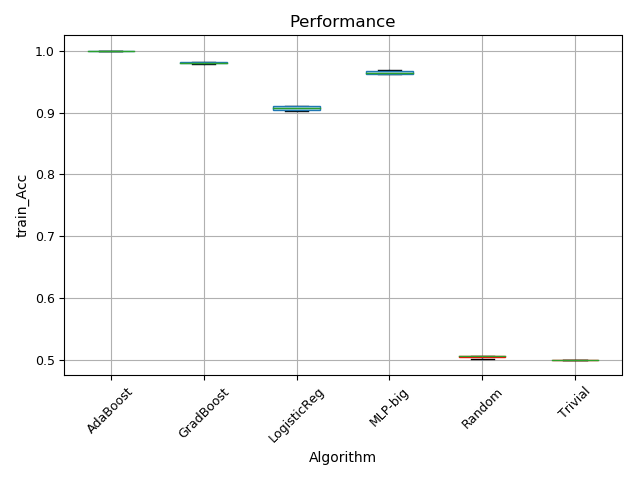 Performance
1.0
0.9
0.8
0.7
0.6
0.5
train_Acc
AdaBoost
GradBoost
LogisticReg
MLP-big
Random
Trivial
Algorithm